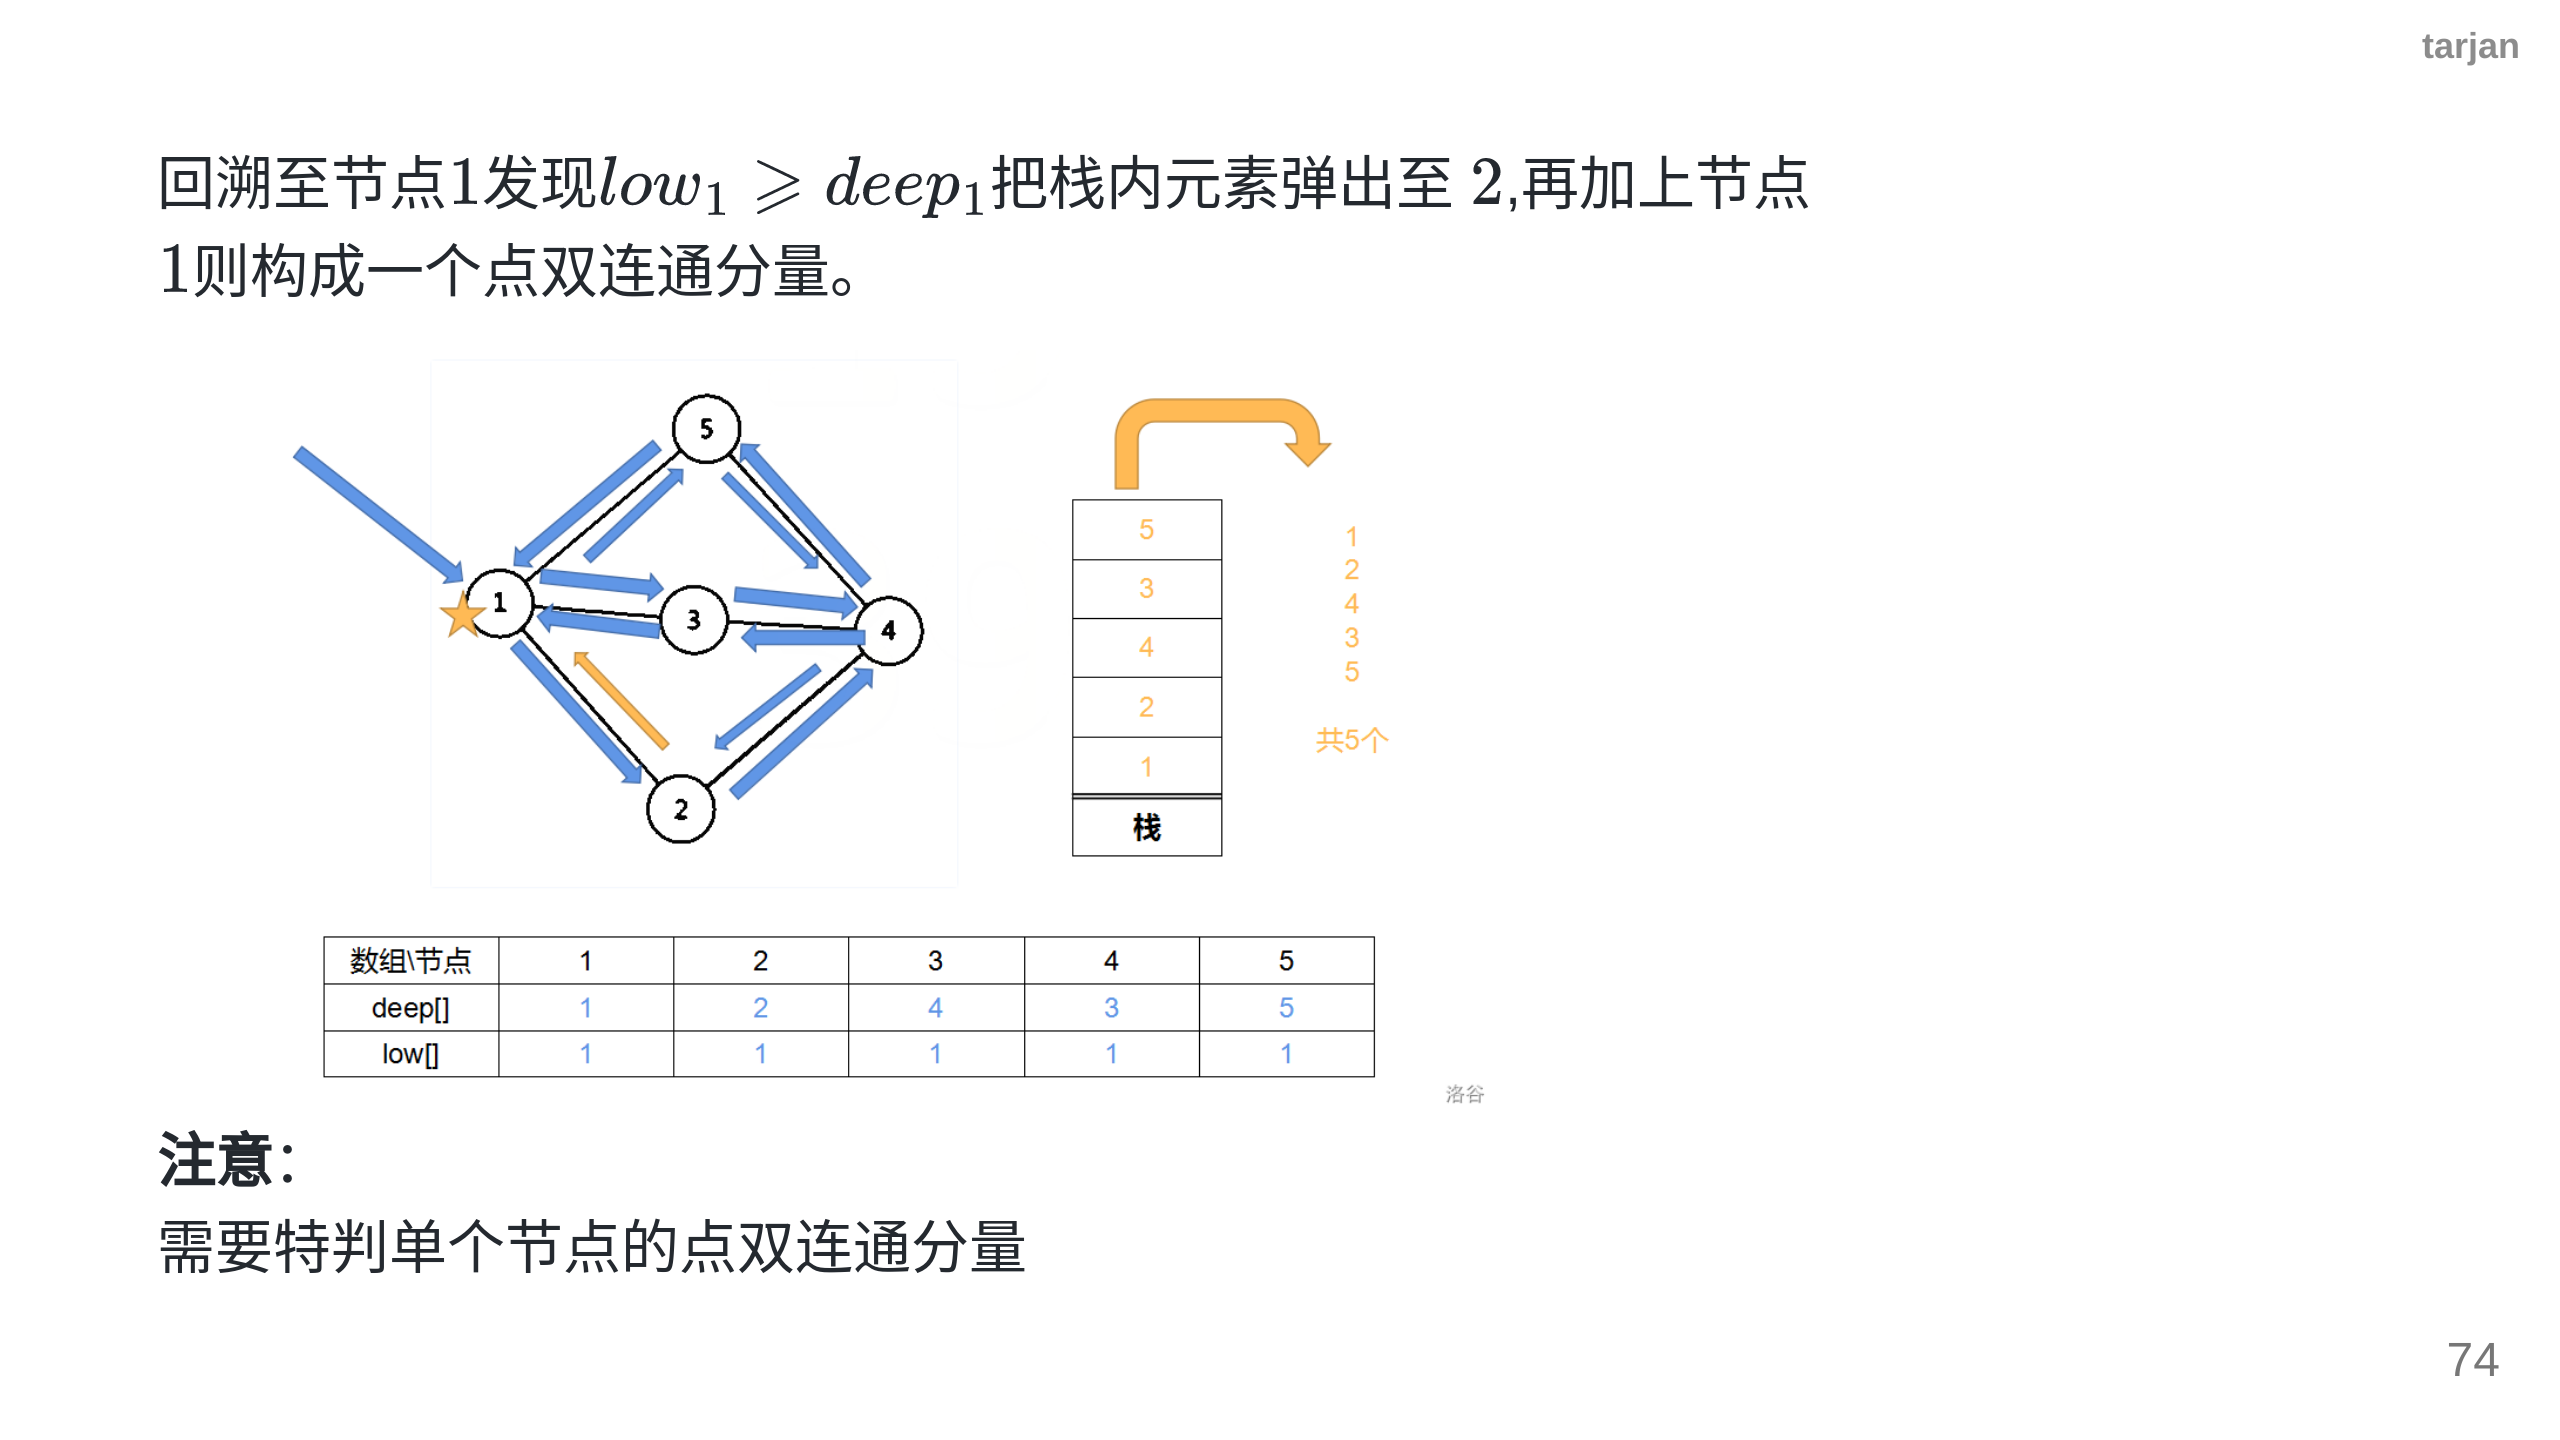 tarjan
回溯至节点1发现low₁ ⩾ deep₁把栈内元素弹出至 2,再加上节点
1则构成一个点双连通分量。
5
1
3
4
2
5
3
4
2
1
栈
1
2
4
3
5
共5个
数组\节点 1 2 3 4 5
deep[] 1 2 4 3 5
low[] 1 1 1 1 1
洛谷
注意：
需要特判单个节点的点双连通分量
74